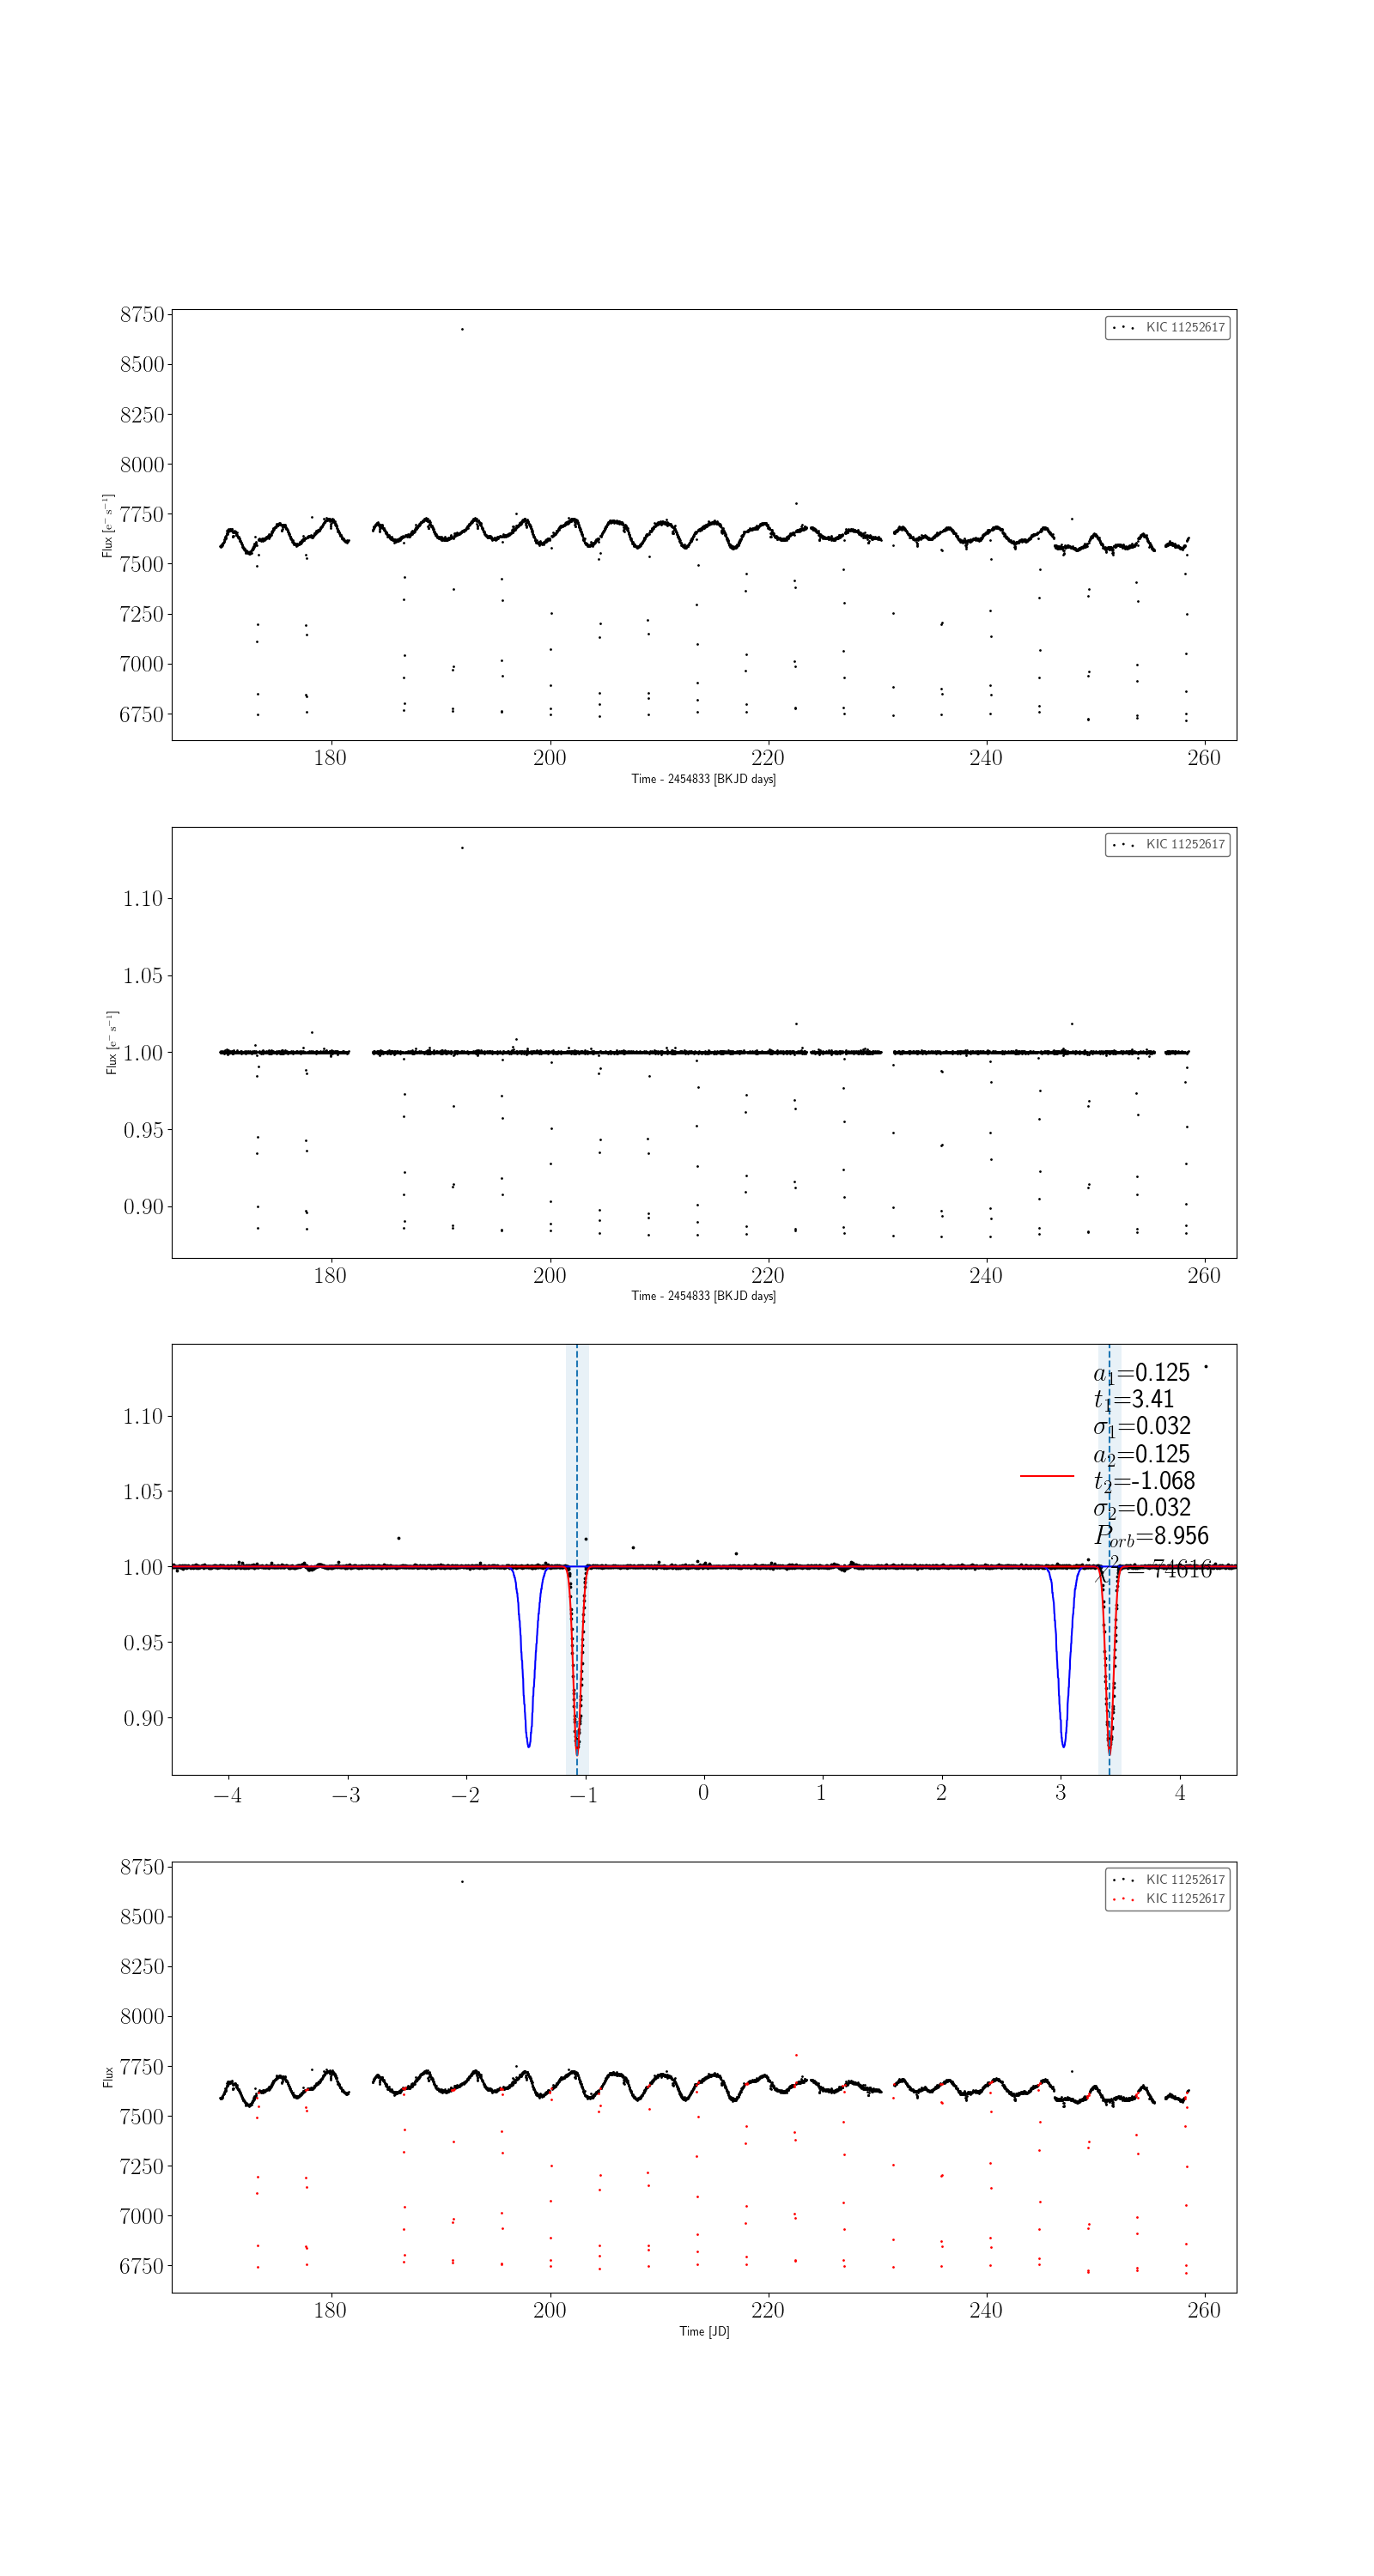 8750
8500
8250
8000
7750
7500
7250
7000
6750
Flux [e⁻ s⁻¹]
KIC 11252617
180 200 220 240 260
Time - 2454833 [BKJD days]
1.10
1.05
1.00
0.95
0.90
Flux [e⁻ s⁻¹]
KIC 11252617
180 200 220 240 260
Time - 2454833 [BKJD days]
1.10
1.05
1.00
0.95
0.90
a₁=0.125
t₁=3.41
σ₁=0.032
a₂=0.125
t₂=-1.068
σ₂=0.032
P_orb=8.956
−4 −3 −2 −1 0 1 2 3 4
8750
8500
8250
8000
7750
7500
7250
7000
6750
Flux
KIC 11252617
KIC 11252617
180 200 220 240 260
Time [JD]